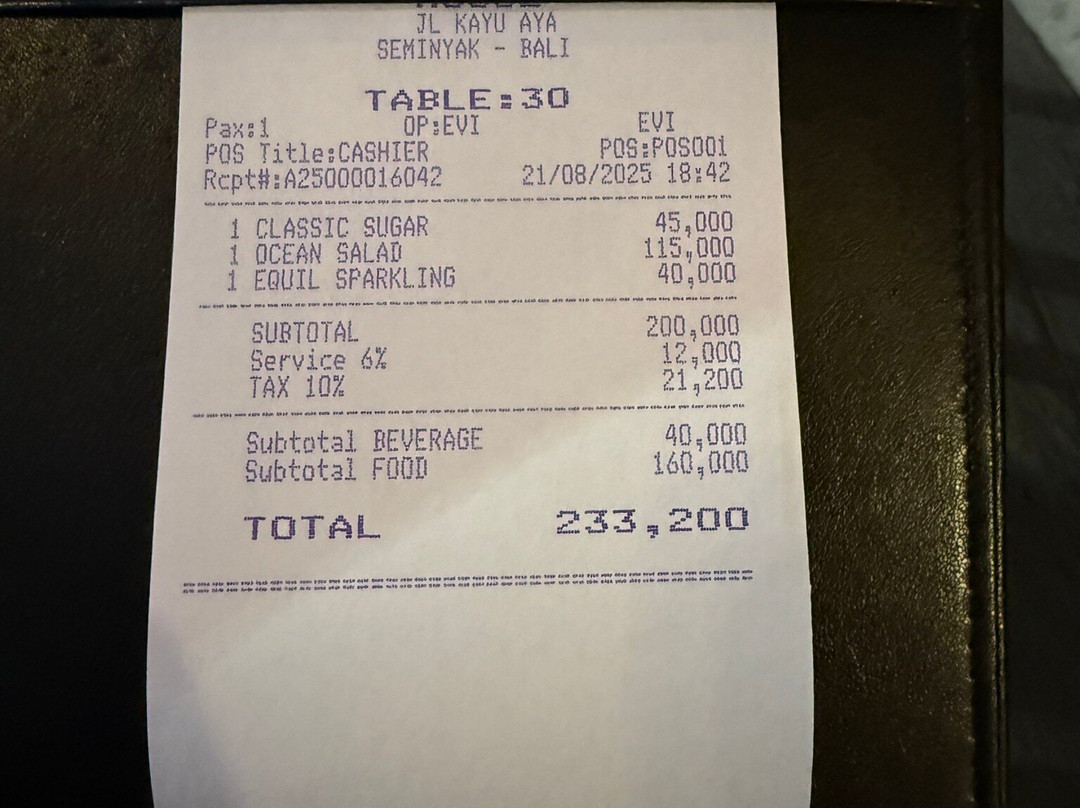 JL KAYU AYA
SEMINYAK - BALI
TABLE:30
Pax:1 OP:EVI EVI
POS Title:CASHIER POS:POS001
Rcpt#:A25000016042 21/08/2025 18:42
1 CLASSIC SUGAR 45,000
1 OCEAN SALAD 115,000
1 EQUIL SPARKLING 40,000
SUBTOTAL 200,000
Service 6% 12,000
TAX 10% 21,200
Subtotal BEVERAGE 40,000
Subtotal FOOD 160,000
TOTAL 233,200